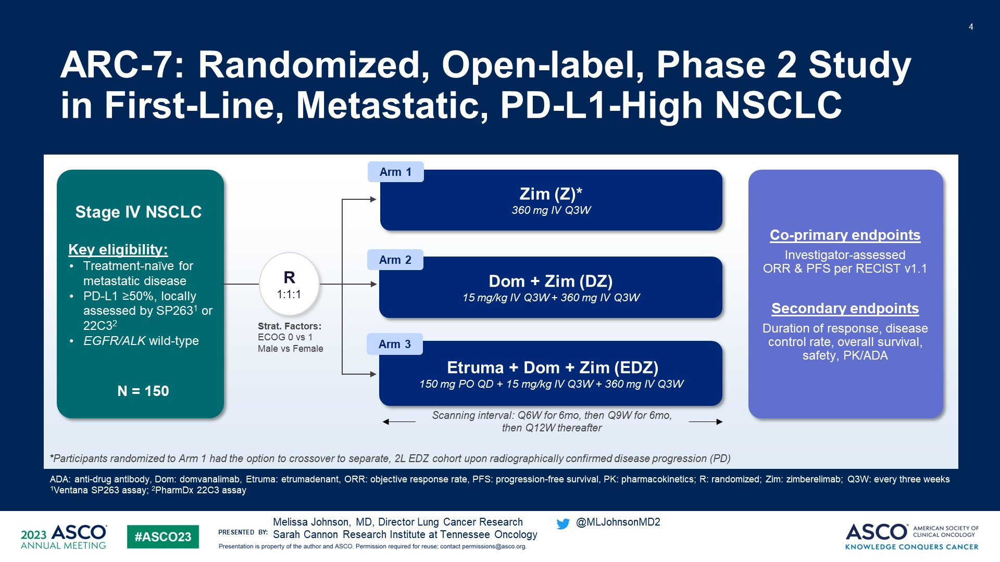 4
ARC-7: Randomized, Open-label, Phase 2 Study
in First-Line, Metastatic, PD-L1-High NSCLC
Stage IV NSCLC
Key eligibility:
• Treatment-naïve for
metastatic disease
• PD-L1 ≥50%, locally
assessed by SP263¹ or
22C3²
• EGFR/ALK wild-type
N = 150
R
1:1:1
Strat. Factors:
ECOG 0 vs 1
Male vs Female
Arm 1
Zim (Z)*
360 mg IV Q3W
Arm 2
Dom + Zim (DZ)
15 mg/kg IV Q3W + 360 mg IV Q3W
Arm 3
Etruma + Dom + Zim (EDZ)
150 mg PO QD + 15 mg/kg IV Q3W + 360 mg IV Q3W
Scanning interval: Q6W for 6mo, then Q9W for 6mo,
then Q12W thereafter
Co-primary endpoints
Investigator-assessed
ORR & PFS per RECIST v1.1
Secondary endpoints
Duration of response, disease
control rate, overall survival,
safety, PK/ADA
*Participants randomized to Arm 1 had the option to crossover to separate, 2L EDZ cohort upon radiographically confirmed disease progression (PD)
ADA: anti-drug antibody, Dom: domvanalimab, Etruma: etrumadenant, ORR: objective response rate, PFS: progression-free survival, PK: pharmacokinetics; R: randomized; Zim: zimberelimab; Q3W: every three weeks
¹Ventana SP263 assay; ²PharmDx 22C3 assay
2023 ASCO
ANNUAL MEETING
#ASCO23
PRESENTED BY:
Melissa Johnson, MD, Director Lung Cancer Research
Sarah Cannon Research Institute at Tennessee Oncology
@MLJohnsonMD2
Presentation is property of the author and ASCO. Permission required for reuse; contact permissions@asco.org.
ASCO AMERICAN SOCIETY OF
CLINICAL ONCOLOGY
KNOWLEDGE CONQUERS CANCER